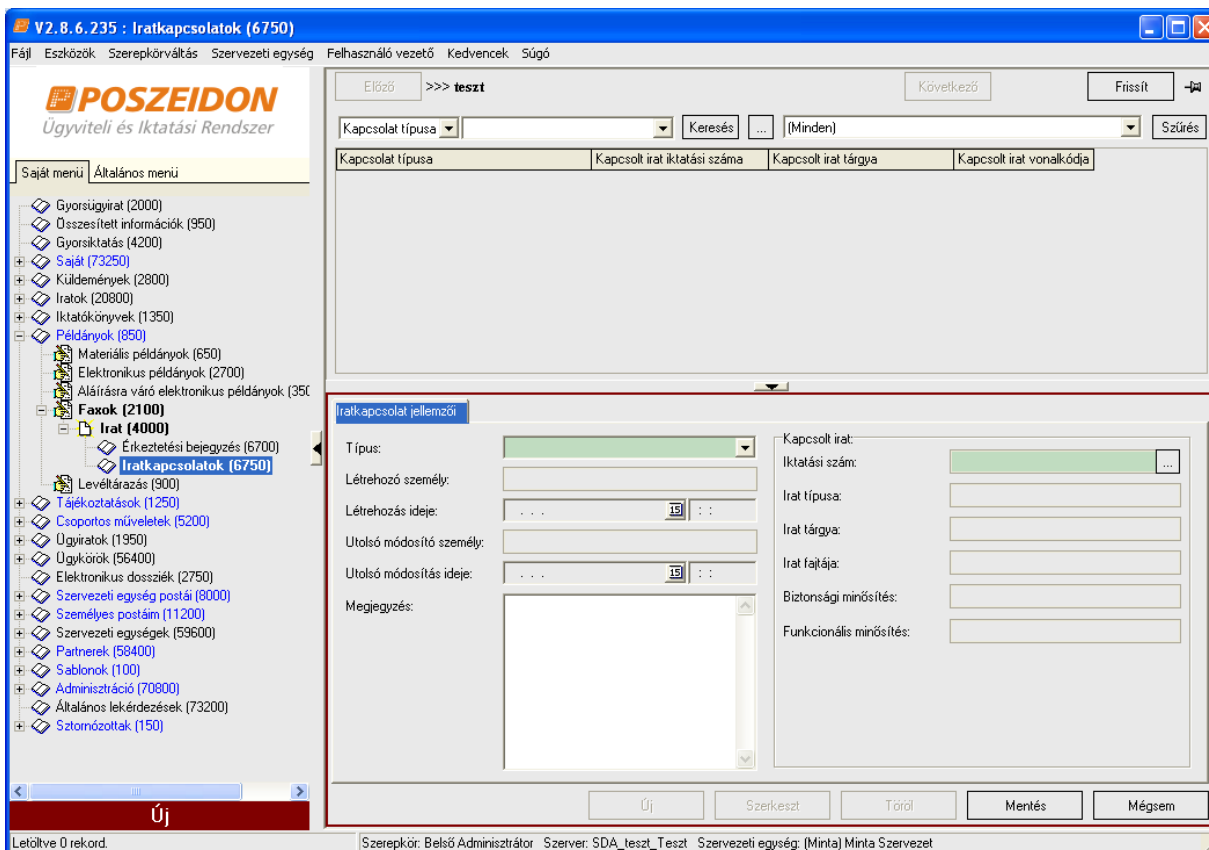 V2.8.6.235 : Iratkapcsolatok (6750)
Fájl Eszközök Szerepkörváltás Szervezeti egység Felhasználó vezető Kedvencek Súgó
POSZEIDON
Ügyviteli és Iktatási Rendszer
Saját menü Általános menü
Gyorsügyirat (2000)
Összesített információk (950)
Gyorsiktatás (4200)
Saját (73250)
Küldemények (2800)
Iratok (20800)
Iktatókönyvek (1350)
Példányok (850)
Materiális példányok (650)
Elektronikus példányok (2700)
Aláírásra váró elektronikus példányok (350
Faxok (2100)
Irat (4000)
Érkeztetési bejegyzés (6700)
Iratkapcsolatok (6750)
Levéltárazás (900)
Tájékoztatások (1250)
Csoportos műveletek (5200)
Ügyiratok (1950)
Ügykörök (56400)
Elektronikus dossziék (2750)
Szervezeti egység postái (8000)
Személyes postáim (11200)
Szervezeti egységek (59600)
Partnerek (58400)
Sablonok (100)
Adminisztráció (70800)
Általános lekérdezések (73200)
Sztornózottak (150)
Új
Előző >>> teszt Következő Frissít
Kapcsolat típusa Keresés ... (Minden) Szűrés
Kapcsolat típusa Kapcsolt irat iktatási száma Kapcsolt irat tárgya Kapcsolt irat vonalkódja
Iratkapcsolat jellemzői
Típus:
Létrehozó személy:
Létrehozás ideje: . . . 15 : :
Utolsó módosító személy:
Utolsó módosítás ideje: . . . 15 : :
Megjegyzés:
Kapcsolt irat:
Iktatási szám: ...
Irat típusa:
Irat tárgya:
Irat fajtája:
Biztonsági minősítés:
Funkcionális minősítés:
Új Szerkeszt Töröl Mentés Mégsem
Letöltve 0 rekord. Szerepkör: Belső Adminisztrátor Szerver: SDA_teszt_Teszt Szervezeti egység: (Minta) Minta Szervezet